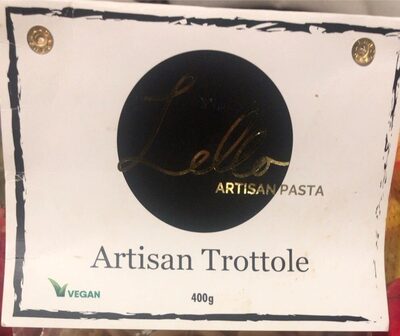 Lello
ARTISAN PASTA
Artisan Trottole
VEGAN
400g